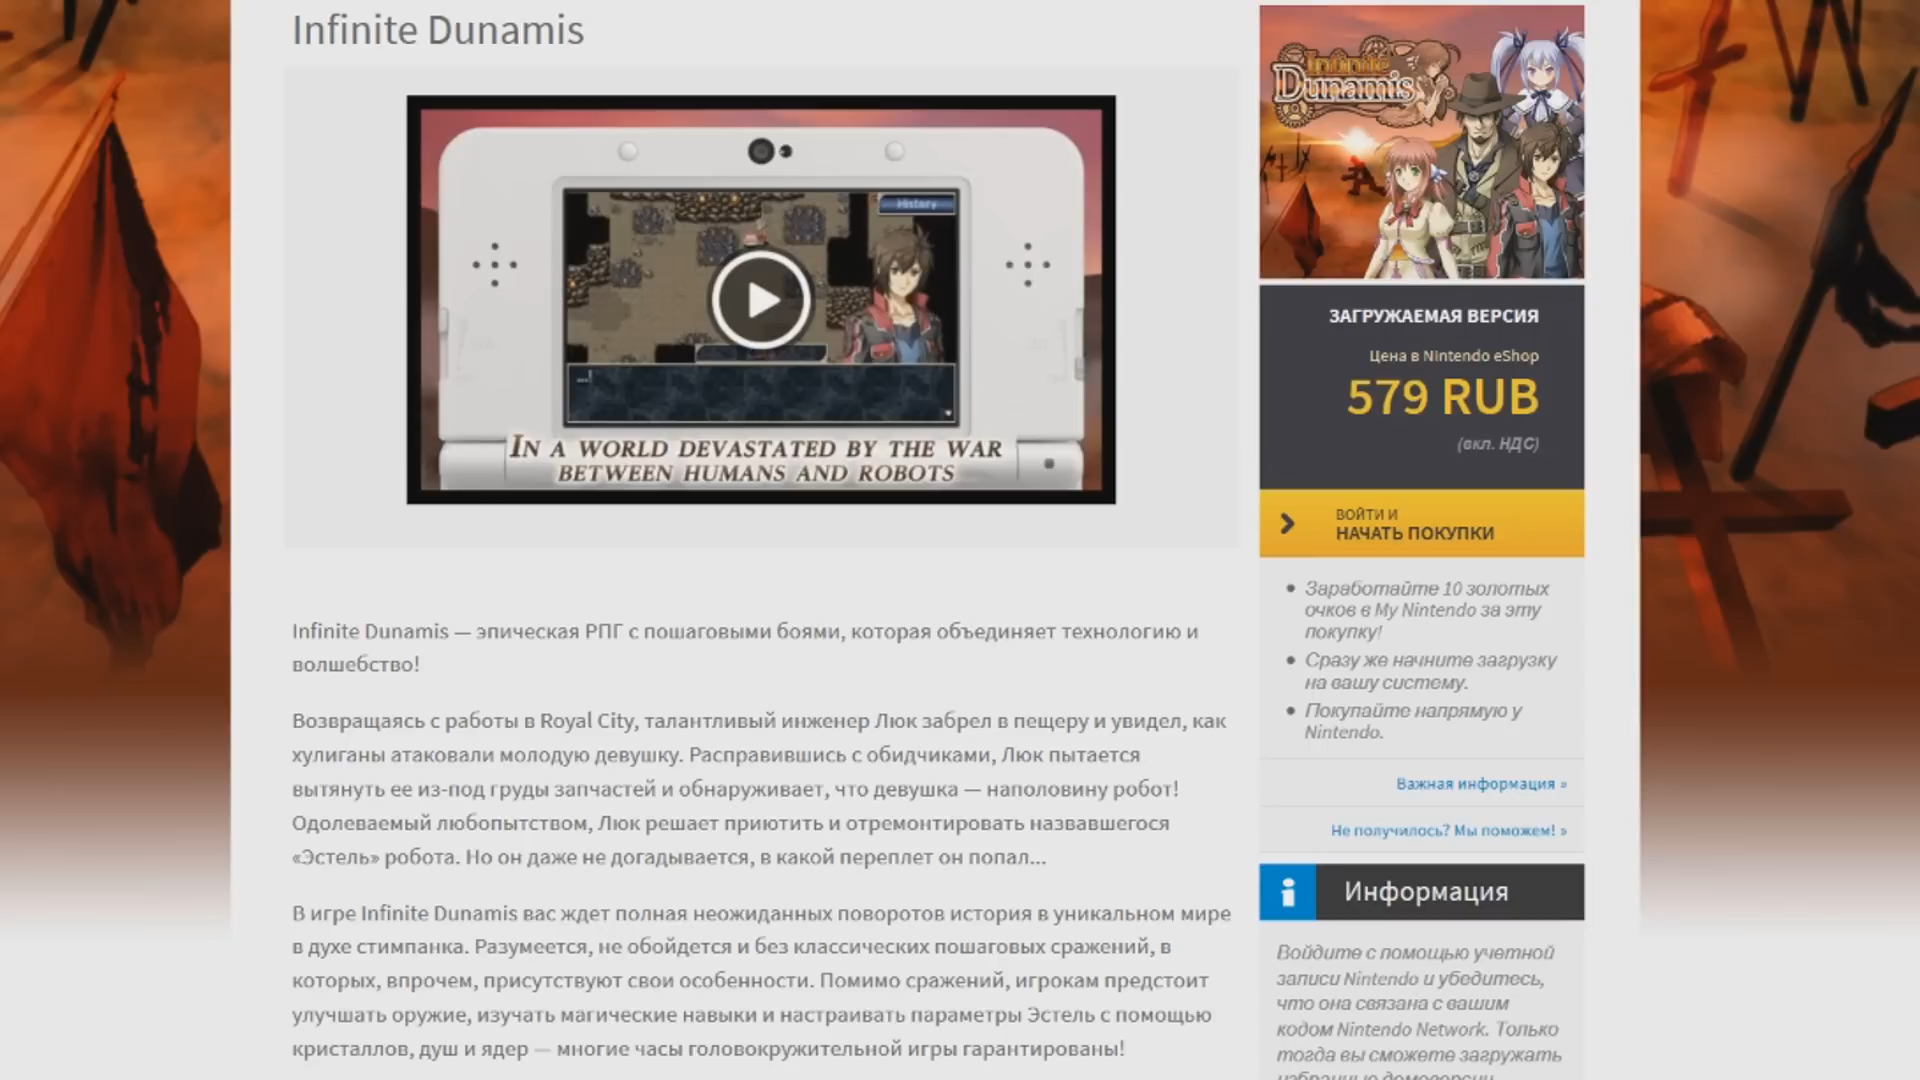 Infinite Dunamis
History
...!
IN A WORLD DEVASTATED BY THE WAR
BETWEEN HUMANS AND ROBOTS
Infinite Dunamis — эпическая РПГ с пошаговыми боями, которая объединяет технологию и
волшебство!
Возвращаясь с работы в Royal City, талантливый инженер Люк забрел в пещеру и увидел, как
хулиганы атаковали молодую девушку. Расправившись с обидчиками, Люк пытается
вытянуть ее из-под груды запчастей и обнаруживает, что девушка — наполовину робот!
Одолеваемый любопытством, Люк решает приютить и отремонтировать назвавшегося
«Эстель» робота. Но он даже не догадывается, в какой переплет он попал...
В игре Infinite Dunamis вас ждет полная неожиданных поворотов история в уникальном мире
в духе стимпанка. Разумеется, не обойдется и без классических пошаговых сражений, в
которых, впрочем, присутствуют свои особенности. Помимо сражений, игрокам предстоит
улучшать оружие, изучать магические навыки и настраивать параметры Эстель с помощью
кристаллов, душ и ядер — многие часы головокружительной игры гарантированы!
Infinite
Dunamis
ЗАГРУЖАЕМАЯ ВЕРСИЯ
Цена в Nintendo eShop
579 RUB
(вкл. НДС)
ВОЙТИ И
НАЧАТЬ ПОКУПКИ
Заработайте 10 золотых
очков в My Nintendo за эту
покупку!
Сразу же начните загрузку
на вашу систему.
Покупайте напрямую у
Nintendo.
Важная информация »
Не получилось? Мы поможем! »
Информация
Войдите с помощью учетной
записи Nintendo и убедитесь,
что она связана с вашим
кодом Nintendo Network. Только
тогда вы сможете загружать